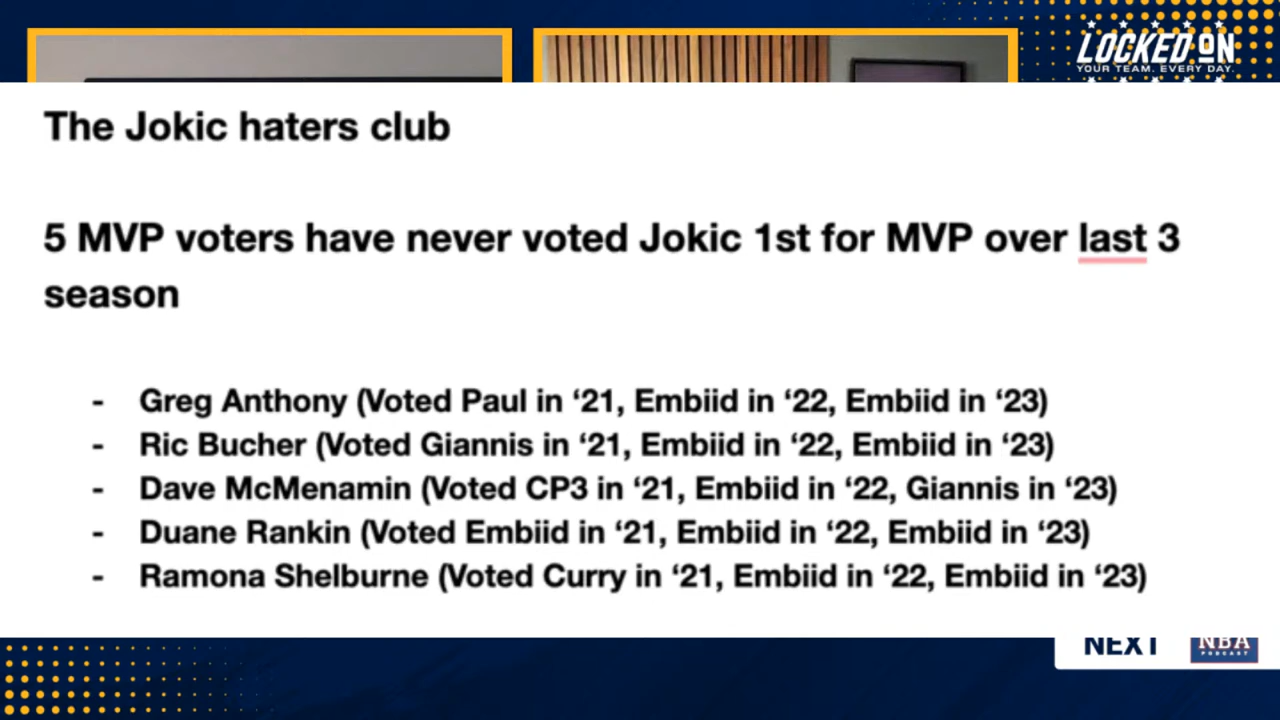 LOCKED ON
YOUR TEAM. EVERY DAY.
The Jokic haters club
5 MVP voters have never voted Jokic 1st for MVP over last 3
season
- Greg Anthony (Voted Paul in ‘21, Embiid in ‘22, Embiid in ‘23)
- Ric Bucher (Voted Giannis in ‘21, Embiid in ‘22, Embiid in ‘23)
- Dave McMenamin (Voted CP3 in ‘21, Embiid in ‘22, Giannis in ‘23)
- Duane Rankin (Voted Embiid in ‘21, Embiid in ‘22, Embiid in ‘23)
- Ramona Shelburne (Voted Curry in ‘21, Embiid in ‘22, Embiid in ‘23)
NEXT
NBA
PODCAST